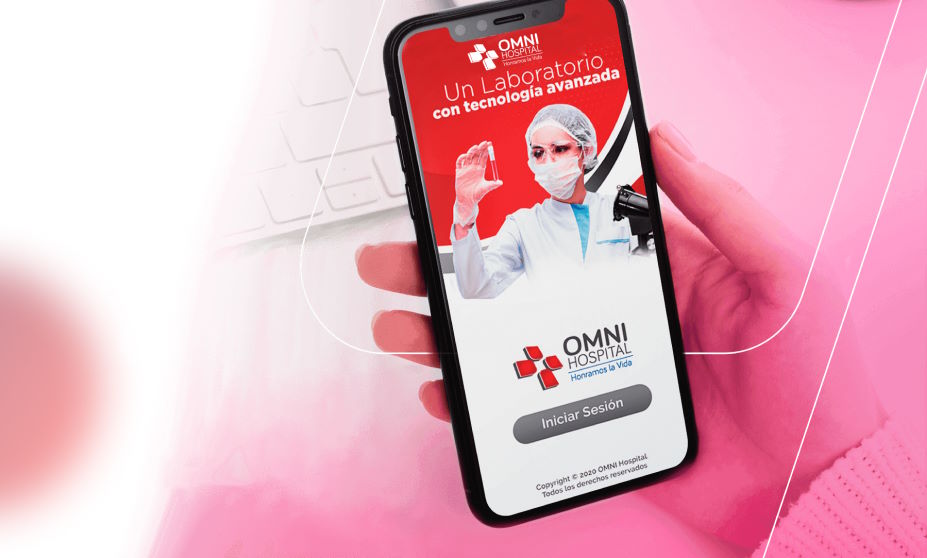 OMNI
HOSPITAL
Honramos la Vida
Un Laboratorio
con tecnología avanzada
OMNI
HOSPITAL
Honramos la Vida
Iniciar Sesión
Copyright © 2020 OMNI Hospital
Todos los derechos reservados